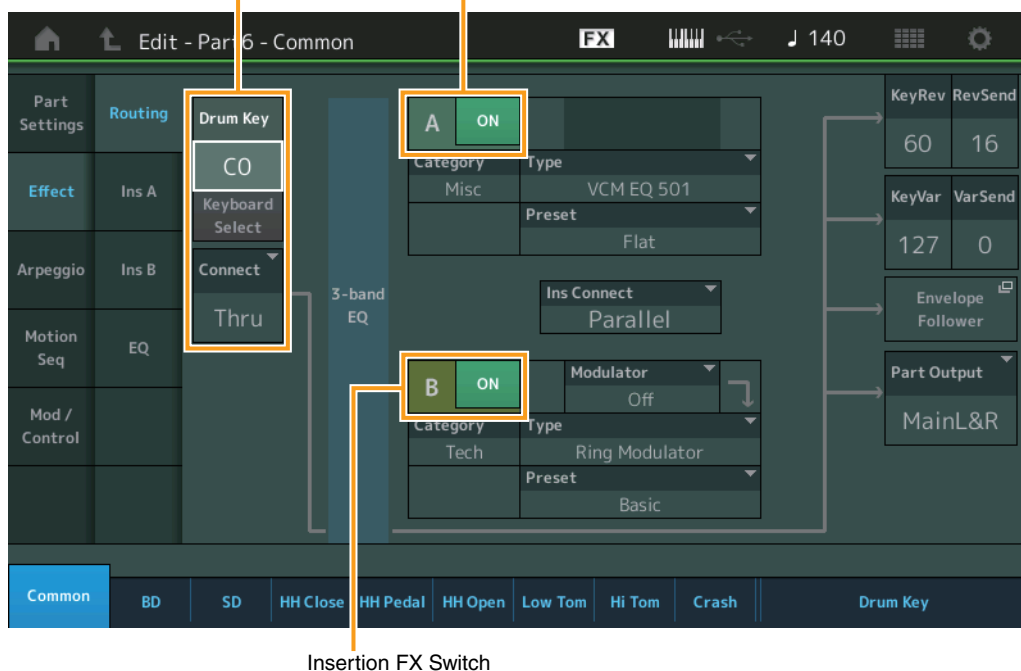 Edit - Part6 - Common
FX
140
Part
Settings
Effect
Arpeggio
Motion
Seq
Mod /
Control
Routing
Ins A
Ins B
EQ
Drum Key
C0
Keyboard
Select
Connect
Thru
3-band
EQ
A
ON
Category
Type
Misc
VCM EQ 501
Preset
Flat
Ins Connect
Parallel
B
ON
Modulator
Off
Category
Type
Tech
Ring Modulator
Preset
Basic
KeyRev
RevSend
60
16
KeyVar
VarSend
127
0
Envelope
Follower
Part Output
MainL&R
Common
BD
SD
HH Close
HH Pedal
HH Open
Low Tom
Hi Tom
Crash
Drum Key
Insertion FX Switch